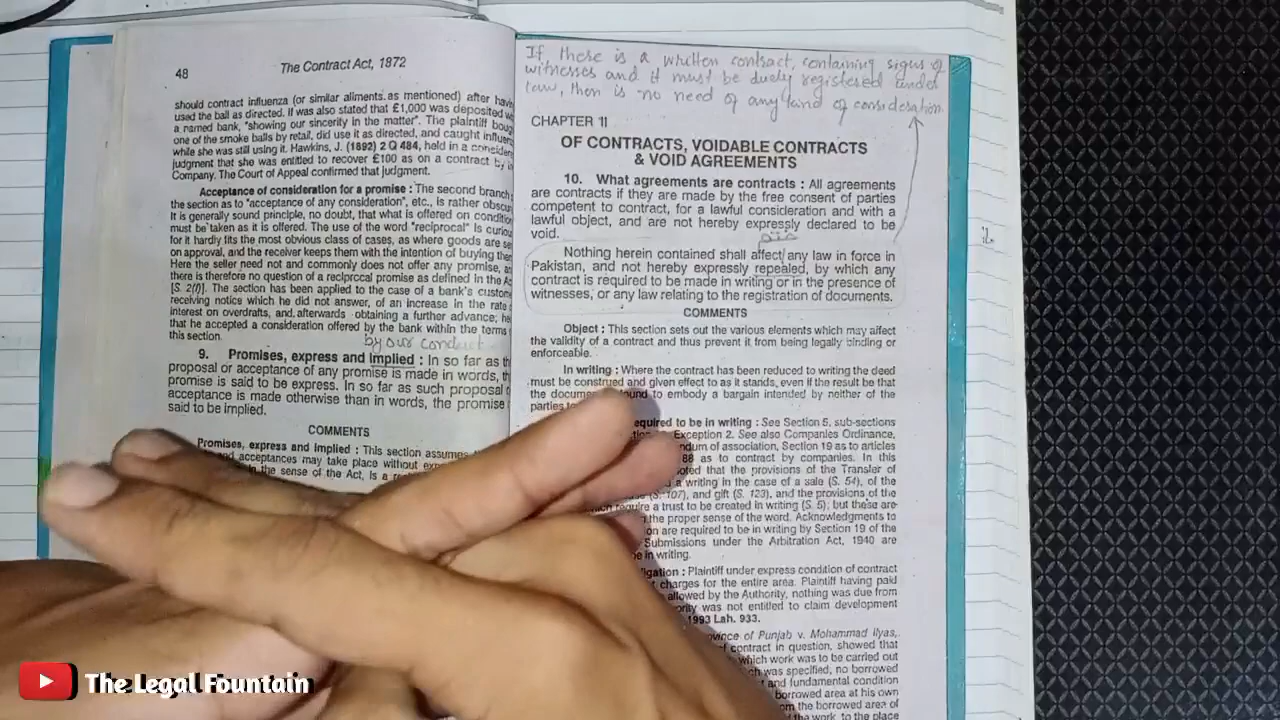 48
The Contract Act, 1872
should contract influenza (or similar aliments as mentioned) after
used the ball as directed. If was also stated that £1,000 was deposited
a named bank, "showing our sincerity in the matter". The plaintiff
one of the smoke balls by retail, did use it as directed, and caught
while she was still using it. Hawkins, J. (1892) 2 Q 484, held in a
judgment that she was entitled to recover £100 as on a contract by
Company. The Court of Appeal confirmed that judgment.
Acceptance of consideration for a promise : The second branch
the section as to "acceptance of any consideration", etc., is rather
It is generally sound principle, no doubt, that what is offered on
must be taken as it is offered. The use of the word "reciprocal" is
for it hardly fits the most obvious class of cases, as where goods are
on approval, and the receiver keeps them with the intention of buying
Here the seller need not and commonly does not offer any promise,
there is therefore no question of a reciprocal promise as defined in the
[S. 2(f)]. The section has been applied to the case of a bank's
receiving notice which he did not answer, of an increase in the rate
interest on overdrafts, and, afterwards obtaining a further advance;
that he accepted a consideration offered by the bank within the terms
this section.
by our conduct
9. Promises, express and Implied : In so far as
proposal or acceptance of any promise is made in words,
promise is said to be express. In so far as such proposal
acceptance is made otherwise than in words, the promise
said to be implied.
COMMENTS
Promises, express and implied : This section
acceptances may take place without
in the sense of the Act, is a
If there is a written contract, containing signs of
witnesses and it must be duely registered under
law, then is no need of any kind of consideration
CHAPTER II
OF CONTRACTS, VOIDABLE CONTRACTS
& VOID AGREEMENTS
10. What agreements are contracts : All agreements
are contracts if they are made by the free consent of parties
competent to contract, for a lawful consideration and with a
lawful object, and are not hereby expressly declared to be
void.
Nothing herein contained shall affect any law in force in
Pakistan, and not hereby expressly repealed, by which any
contract is required to be made in writing or in the presence of
witnesses, or any law relating to the registration of documents.
COMMENTS
Object : This section sets out the various elements which may affect
the validity of a contract and thus prevent it from being legally binding or
enforceable.
In writing : Where the contract has been reduced to writing the deed
must be construed and given effect to as it stands, even if the result be that
the to embody a bargain intended by neither of the
parties
required to be in writing : See Section 5, sub-sections
Exception 2. See also Companies Ordinance,
of association, Section 19 as to articles
as to contract by companies. In this
that the provisions of the Transfer of
a writing in the case of a sale (S. 54), of the
(S. 107), and gift (S. 123), and the provisions of the
require a trust to be created in writing (S. 5); but these are
the proper sense of the word. Acknowledgments to
are required to be in writing by Section 19 of the
Submissions under the Arbitration Act, 1940 are
in writing.
Plaintiff under express condition of contract
charges for the entire area. Plaintiff having paid
allowed by the Authority, nothing was due from
was not entitled to claim development
1993 Lah. 933.
of Punjab v. Mohammad Ilyas,
contract in question, showed that
which work was to be carried out
was specified, no borrowed
and fundamental condition
borrowed area at his own
the borrowed area of
the work, to the place
The Legal Fountain